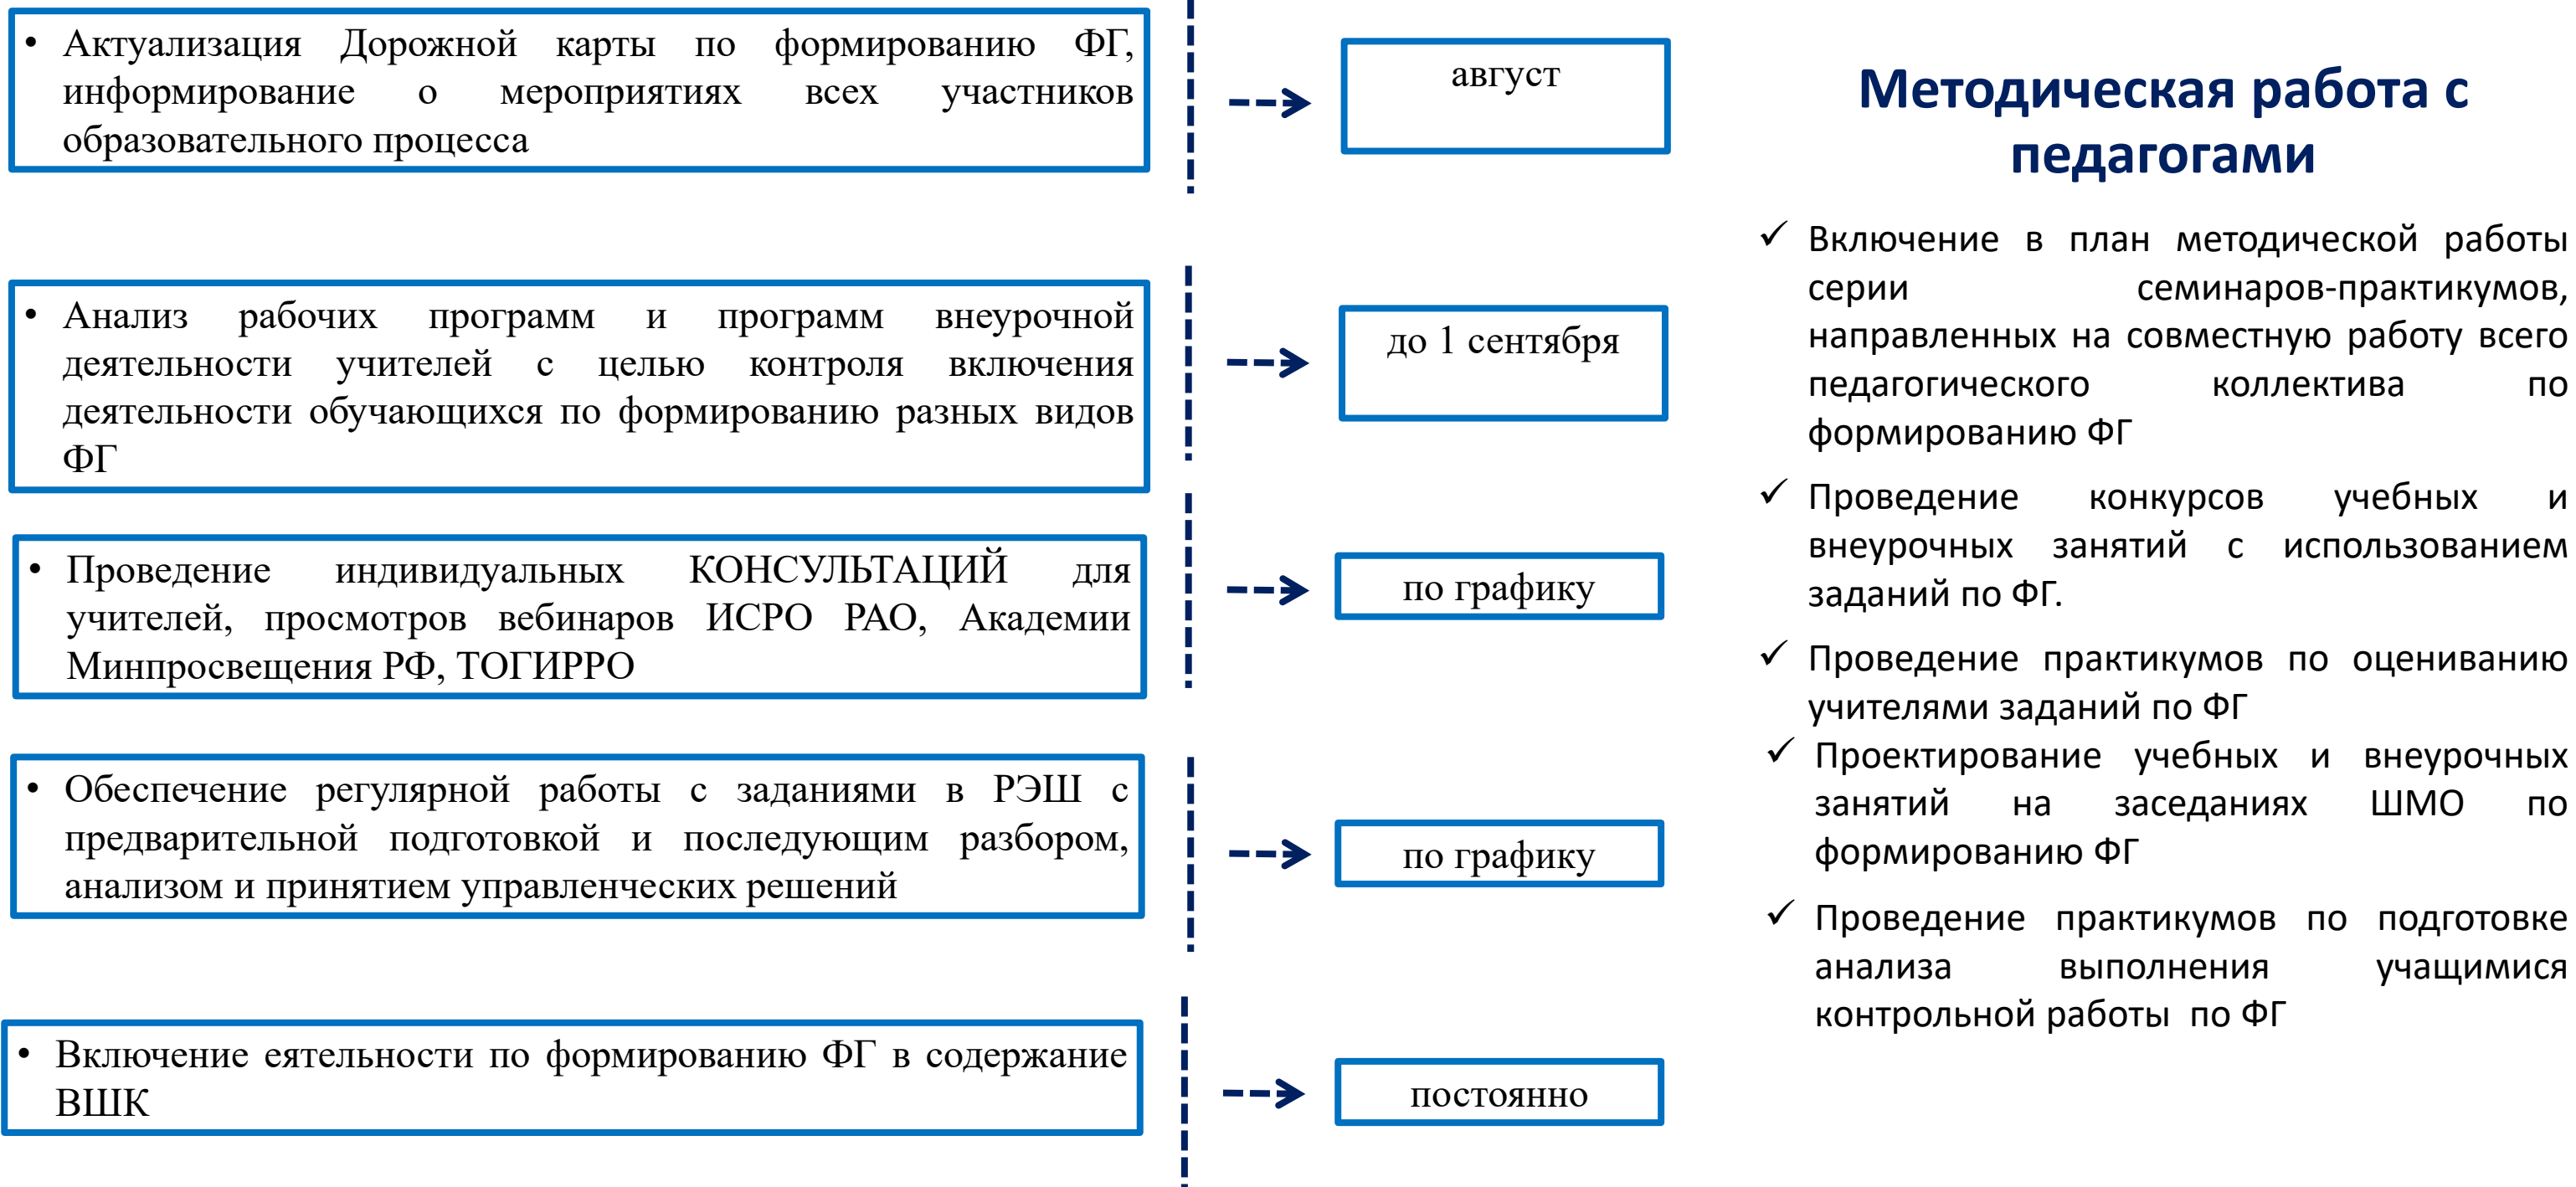 • Актуализация Дорожной карты по формированию ФГ,
информирование о мероприятиях всех участников
образовательного процесса
август
• Анализ рабочих программ и программ внеурочной
деятельности учителей с целью контроля включения
деятельности обучающихся по формированию разных видов
ФГ
до 1 сентября
• Проведение индивидуальных КОНСУЛЬТАЦИЙ для
учителей, просмотров вебинаров ИСРО РАО, Академии
Минпросвещения РФ, ТОГИРРО
по графику
• Обеспечение регулярной работы с заданиями в РЭШ с
предварительной подготовкой и последующим разбором,
анализом и принятием управленческих решений
по графику
• Включение еятельности по формированию ФГ в содержание
ВШК
постоянно
Методическая работа с
педагогами
✓ Включение в план методической работы
серии семинаров-практикумов,
направленных на совместную работу всего
педагогического коллектива по
формированию ФГ
✓ Проведение конкурсов учебных и
внеурочных занятий с использованием
заданий по ФГ.
✓ Проведение практикумов по оцениванию
учителями заданий по ФГ
✓ Проектирование учебных и внеурочных
занятий на заседаниях ШМО по
формированию ФГ
✓ Проведение практикумов по подготовке
анализа выполнения учащимися
контрольной работы по ФГ